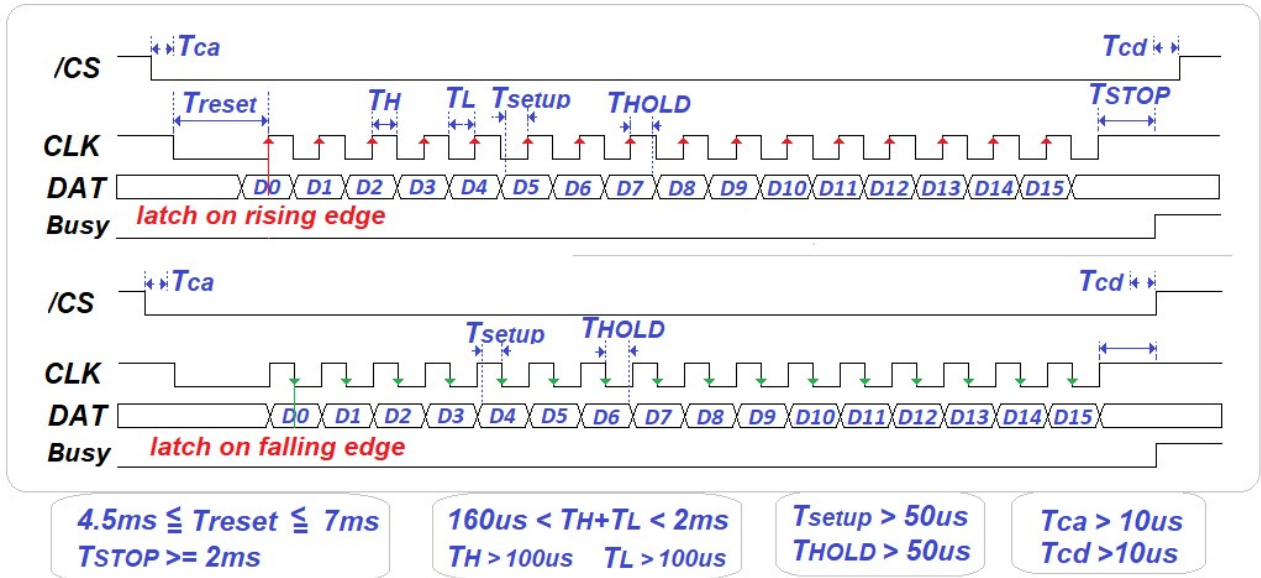 Tca Tcd
/CS
Treset TH TL Tsetup THOLD TSTOP
CLK
DAT D0 D1 D2 D3 D4 D5 D6 D7 D8 D9 D10 D11 D12 D13 D14 D15
Busy latch on rising edge
Tca Tcd
/CS
Tsetup THOLD
CLK
DAT D0 D1 D2 D3 D4 D5 D6 D7 D8 D9 D10 D11 D12 D13 D14 D15
Busy latch on falling edge
4.5ms ≦ Treset ≦ 7ms
TSTOP >= 2ms
160us < TH+TL < 2ms
TH >100us TL >100us
Tsetup > 50us
THOLD > 50us
Tca > 10us
Tcd >10us